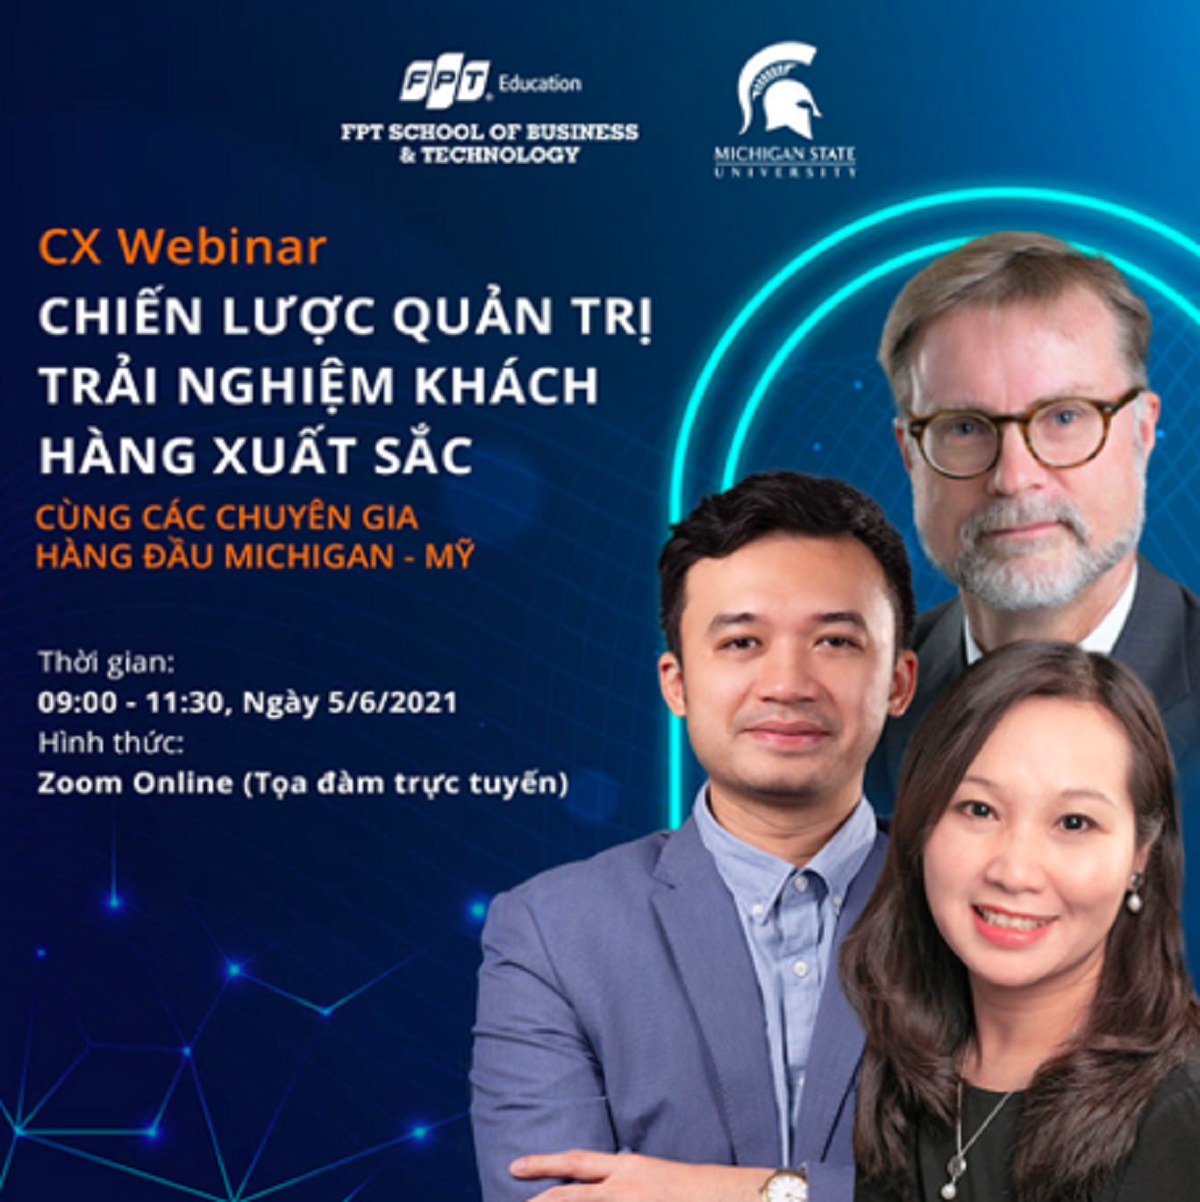 FPT. Education
FPT SCHOOL OF BUSINESS
& TECHNOLOGY
MICHIGAN STATE
UNIVERSITY
CX Webinar
CHIẾN LƯỢC QUẢN TRỊ
TRẢI NGHIỆM KHÁCH
HÀNG XUẤT SẮC
CÙNG CÁC CHUYÊN GIA
HÀNG ĐẦU MICHIGAN - MỸ
Thời gian:
09:00 - 11:30, Ngày 5/6/2021
Hình thức:
Zoom Online (Tọa đàm trực tuyến)